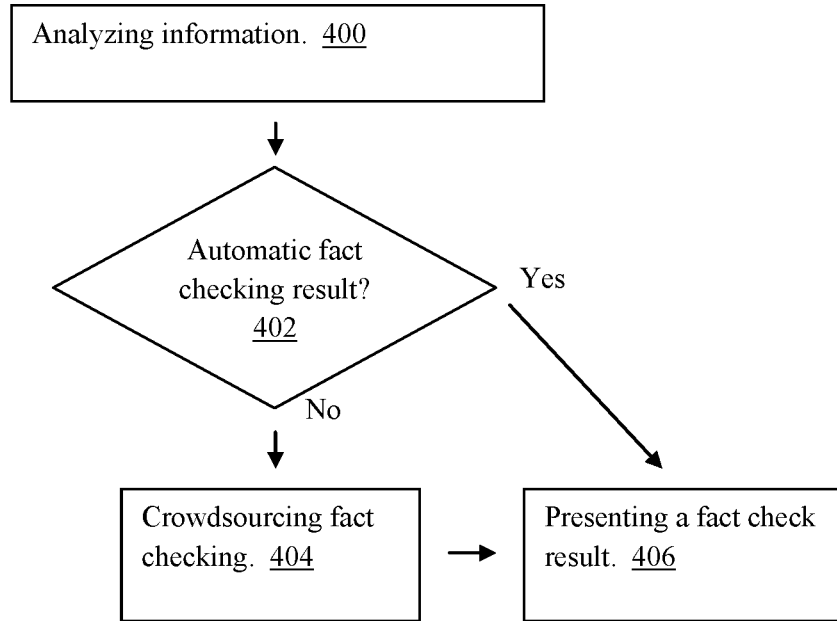 Analyzing information. 400
Automatic fact
checking result?
402
Yes
No
Crowdsourcing fact
checking. 404
Presenting a fact check
result. 406